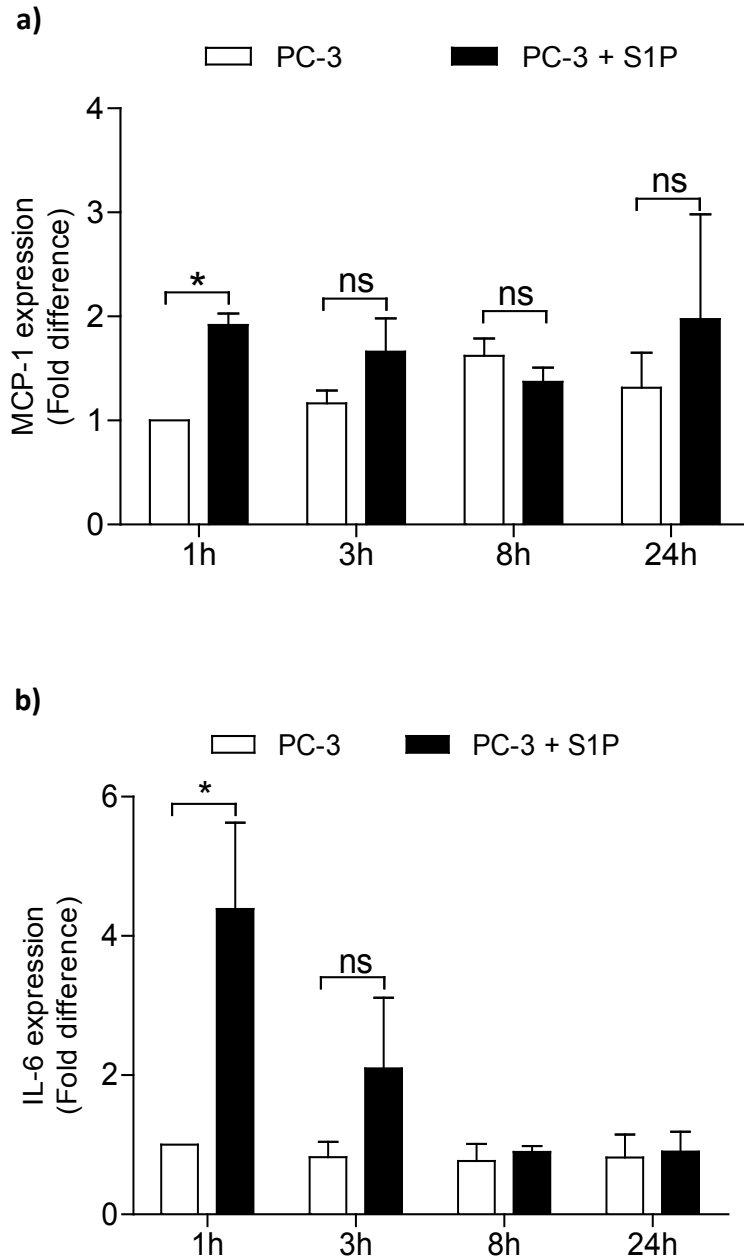 a)
PC-3 PC-3 + S1P
MCP-1 expression
(Fold difference)
4
3
2
1
0
* ns ns ns
1h 3h 8h 24h
b)
PC-3 PC-3 + S1P
IL-6 expression
(Fold difference)
6
4
2
0
* ns
1h 3h 8h 24h